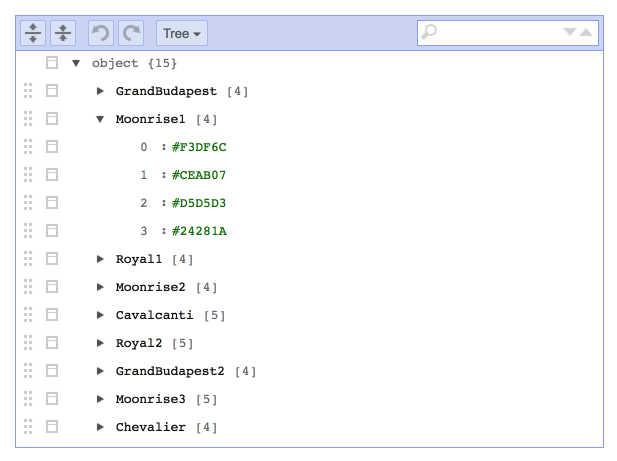 Tree
object {15}
GrandBudapest [4]
Moonrise1 [4]
0 : #F3DF6C
1 : #CEAB07
2 : #D5D5D3
3 : #24281A
Royal1 [4]
Moonrise2 [4]
Cavalcanti [5]
Royal2 [5]
GrandBudapest2 [4]
Moonrise3 [5]
Chevalier [4]